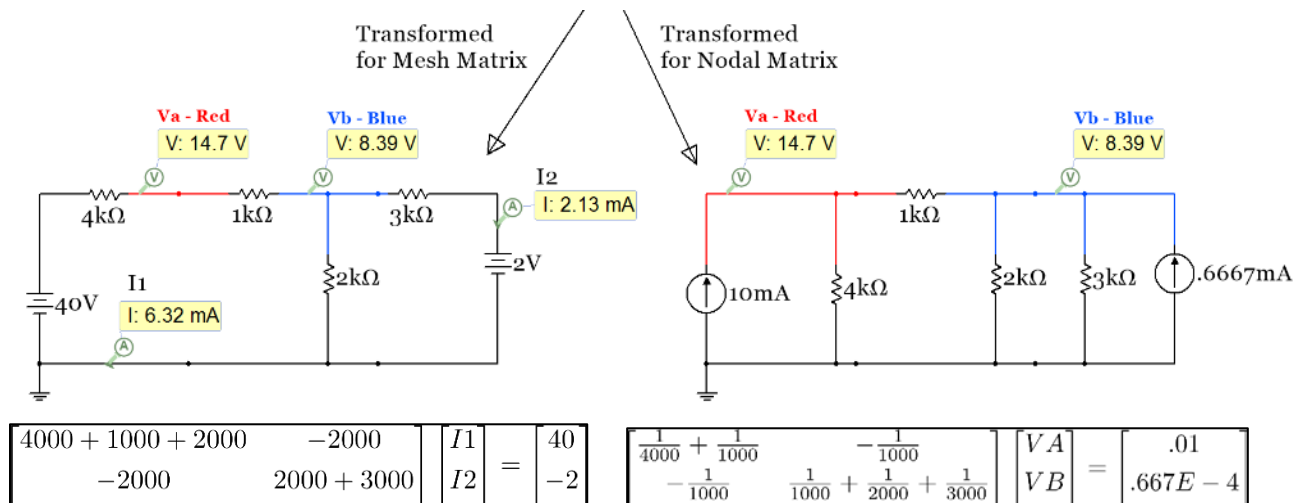 Transformed
for Mesh Matrix
Transformed
for Nodal Matrix
Va - Red
V: 14.7 V
Vb - Blue
V: 8.39 V
V
V
4kΩ
1kΩ
3kΩ
I2
A
I: 2.13 mA
2kΩ
2V
40V
I1
I: 6.32 mA
A
Va - Red
V: 14.7 V
Vb - Blue
V: 8.39 V
V
V
1kΩ
10mA
4kΩ
2kΩ
3kΩ
.6667mA
4000 + 1000 + 2000 −2000 I1 = 40
−2000 2000 + 3000 I2 −2
1/4000 + 1/1000 −1/1000 VA = .01
−1/1000 1/1000 + 1/2000 + 1/3000 VB .667E − 4